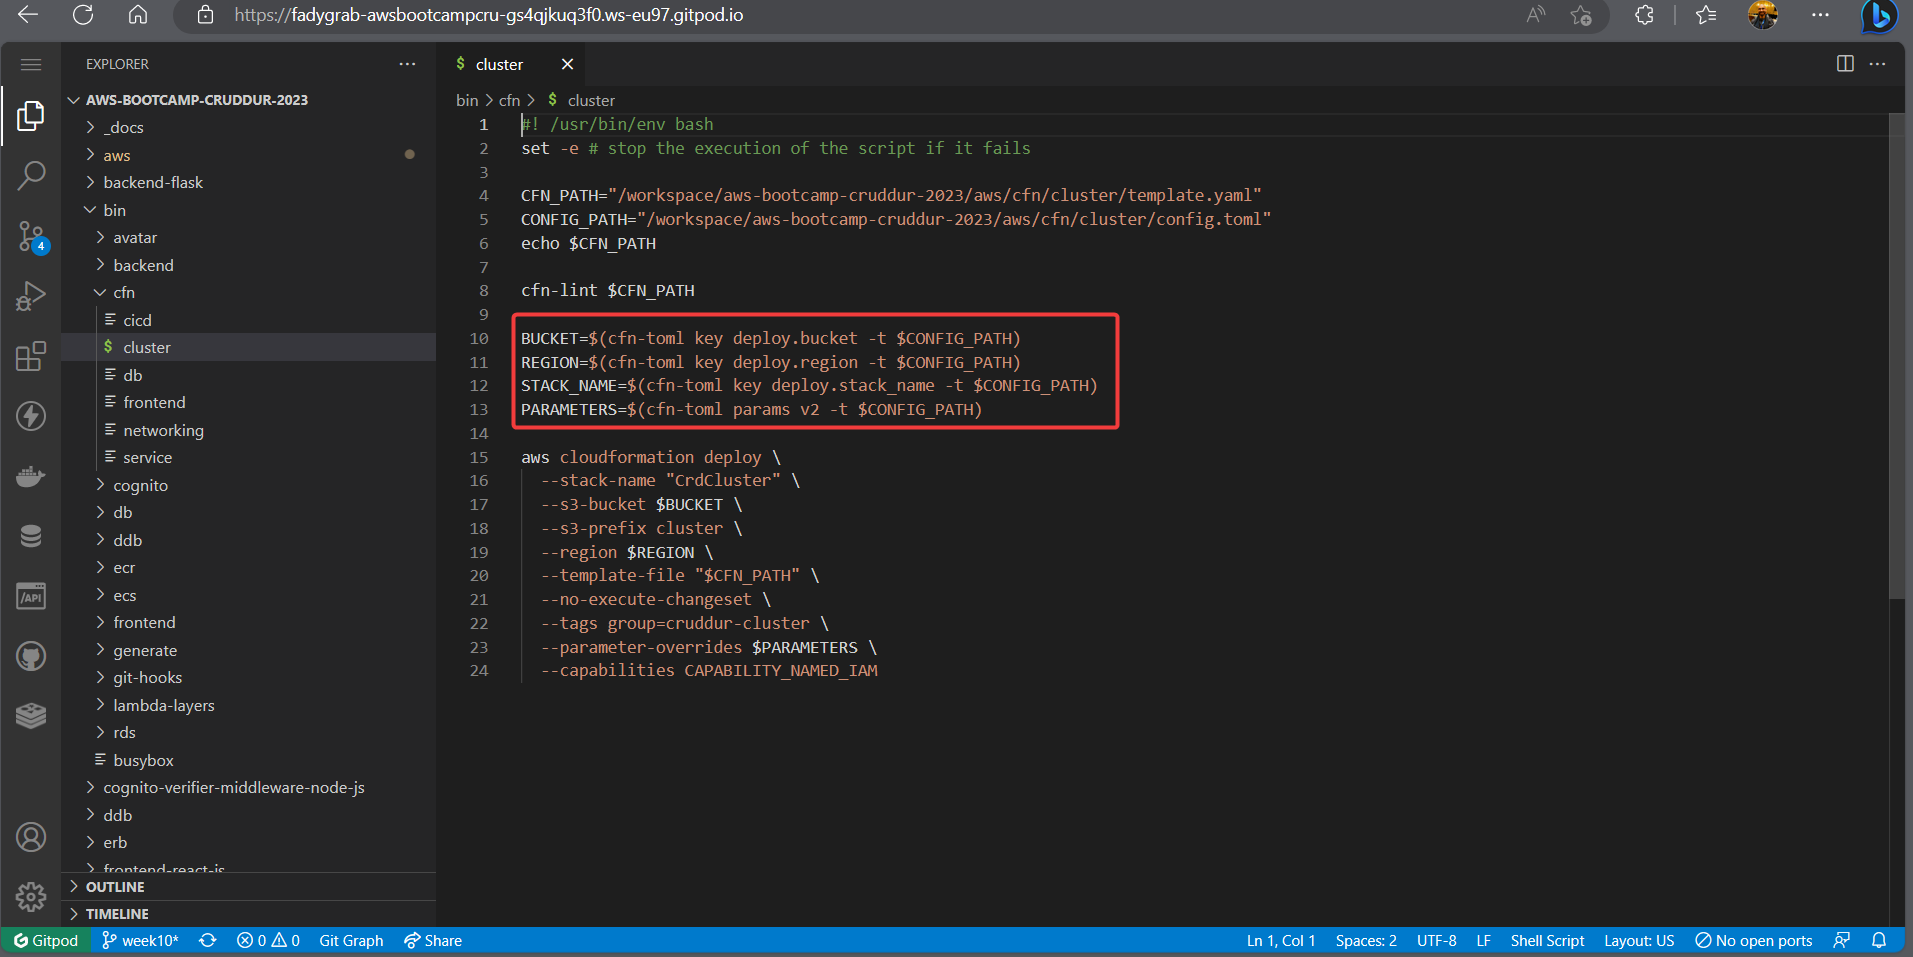 https://fadygrab-awsbootcampcru-gs4qjkuq3f0.ws-eu97.gitpod.io
EXPLORER
AWS-BOOTCAMP-CRUDDUR-2023
_docs
aws
backend-flask
bin
avatar
backend
cfn
cicd
$ cluster
db
frontend
networking
service
cognito
db
ddb
ecr
ecs
frontend
generate
git-hooks
lambda-layers
rds
busybox
cognito-verifier-middleware-node-js
ddb
erb
frontend-react-js
OUTLINE
TIMELINE
4
/API
$ cluster
bin > cfn > $ cluster
1 #! /usr/bin/env bash
2 set -e # stop the execution of the script if it fails
3
4 CFN_PATH="/workspace/aws-bootcamp-cruddur-2023/aws/cfn/cluster/template.yaml"
5 CONFIG_PATH="/workspace/aws-bootcamp-cruddur-2023/aws/cfn/cluster/config.toml"
6 echo $CFN_PATH
7
8 cfn-lint $CFN_PATH
9
10 BUCKET=$(cfn-toml key deploy.bucket -t $CONFIG_PATH)
11 REGION=$(cfn-toml key deploy.region -t $CONFIG_PATH)
12 STACK_NAME=$(cfn-toml key deploy.stack_name -t $CONFIG_PATH)
13 PARAMETERS=$(cfn-toml params v2 -t $CONFIG_PATH)
14
15 aws cloudformation deploy \
16 --stack-name "CrdCluster" \
17 --s3-bucket $BUCKET \
18 --s3-prefix cluster \
19 --region $REGION \
20 --template-file "$CFN_PATH" \
21 --no-execute-changeset \
22 --tags group=cruddur-cluster \
23 --parameter-overrides $PARAMETERS \
24 --capabilities CAPABILITY_NAMED_IAM
Gitpod week10* 0 0 Git Graph Share Ln 1, Col 1 Spaces: 2 UTF-8 LF Shell Script Layout: US No open ports